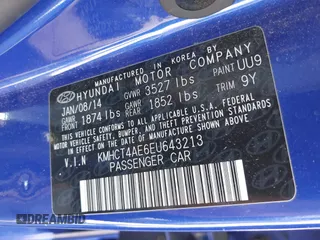 MANUFACTURED IN KOREA BY
HYUNDAI MOTOR COMPANY
JAN/08/14 GVWR 3527 lbs PAINT UU9
GAWR FRT 1874 lbs GAWR RR 1852 lbs TRIM 9Y
THIS VEHICLE CONFORMS TO ALL APPLICABLE
U.S. FEDERAL MOTOR VEHICLE SAFETY, BUMPER,
AND THEFT PREVENTION STANDARDS IN EFFECT ON
THE DATE OF MANUFACTURE SHOWN ABOVE.
V.I.N KMHCT4AE6EU643213
PASSENGER CAR
DREAMBID